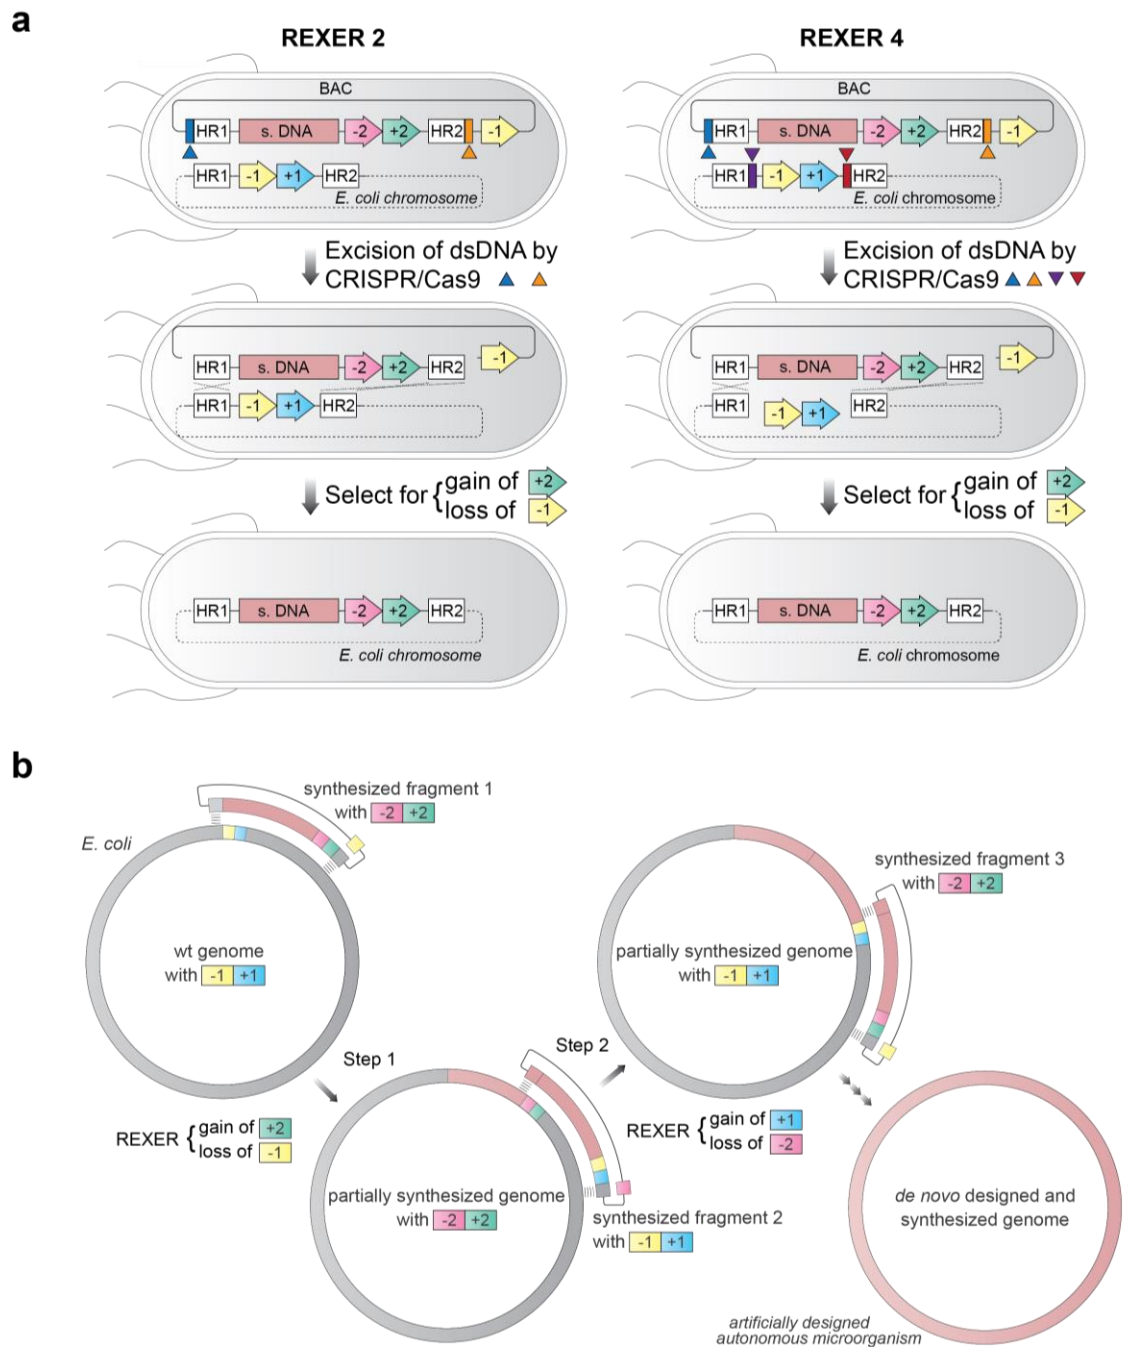 a
REXER 2
REXER 4
BAC
HR1 s. DNA -2 +2 HR2 -1
HR1 -1 +1 HR2
E. coli chromosome
BAC
HR1 s. DNA -2 +2 HR2 -1
HR1 -1 +1 HR2
E. coli chromosome
Excision of dsDNA by
CRISPR/Cas9
Excision of dsDNA by
CRISPR/Cas9
HR1 s. DNA -2 +2 HR2 -1
HR1 -1 +1 HR2
HR1 s. DNA -2 +2 HR2 -1
HR1 -1 +1 HR2
Select for { gain of +2
loss of -1
Select for { gain of +2
loss of -1
HR1 s. DNA -2 +2 HR2
E. coli chromosome
HR1 s. DNA -2 +2 HR2
E. coli chromosome
b
synthesized fragment 1
with -2 +2
E. coli
wt genome
with -1 +1
Step 1
REXER { gain of +2
loss of -1
partially synthesized genome
with -2 +2
synthesized fragment 2
with -1 +1
Step 2
REXER { gain of +1
loss of -2
partially synthesized genome
with -1 +1
synthesized fragment 3
with -2 +2
de novo designed and
synthesized genome
artificially designed
autonomous microorganism